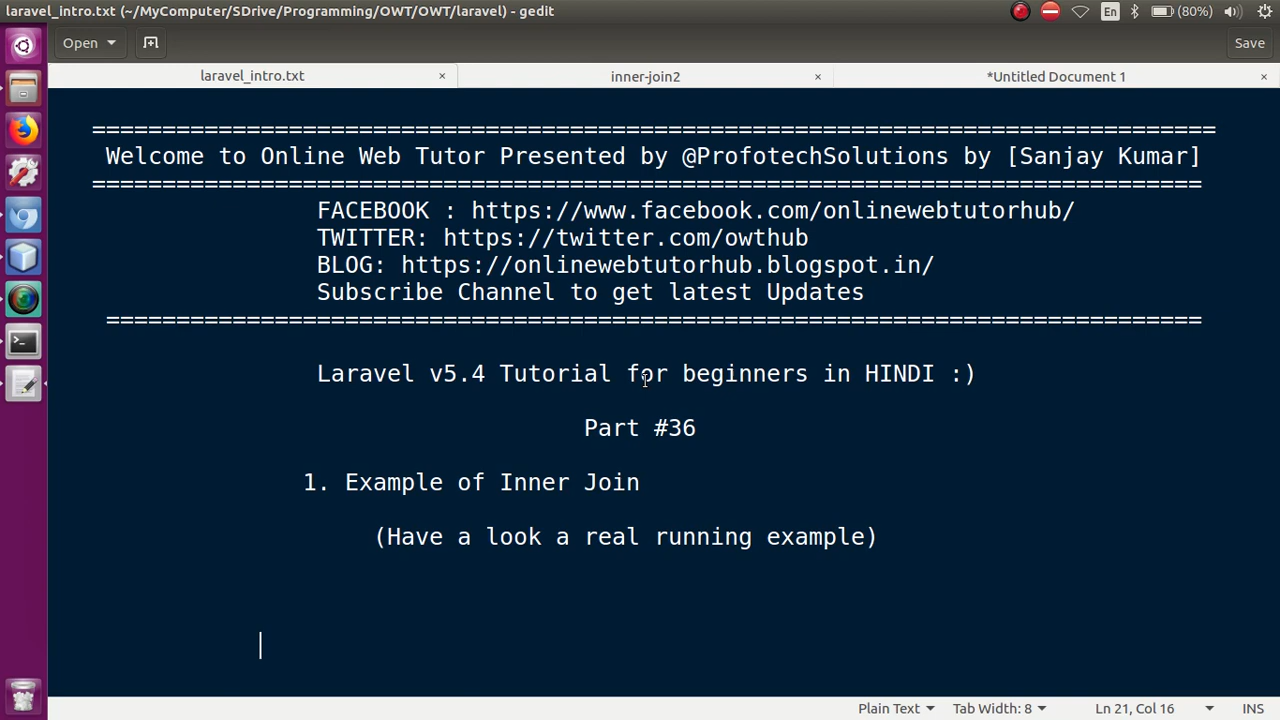 laravel_intro.txt (~/MyComputer/SDrive/Programming/OWT/OWT/laravel) - gedit
En
(80%)
Open
Save
laravel_intro.txt
inner-join2
*Untitled Document 1
================================================================================
Welcome to Online Web Tutor Presented by @ProfotechSolutions by [Sanjay Kumar]
===============================================================================
FACEBOOK : https://www.facebook.com/onlinewebtutorhub/
TWITTER: https://twitter.com/owthub
BLOG: https://onlinewebtutorhub.blogspot.in/
Subscribe Channel to get latest Updates
==============================================================================
Laravel v5.4 Tutorial for beginners in HINDI :)
Part #36
1. Example of Inner Join
(Have a look a real running example)
Plain Text
Tab Width: 8
Ln 21, Col 16
INS